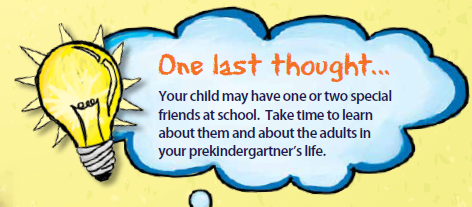 One last thought...
Your child may have one or two special
friends at school.  Take time to learn
about them and about the adults in
your prekindergartner's life.